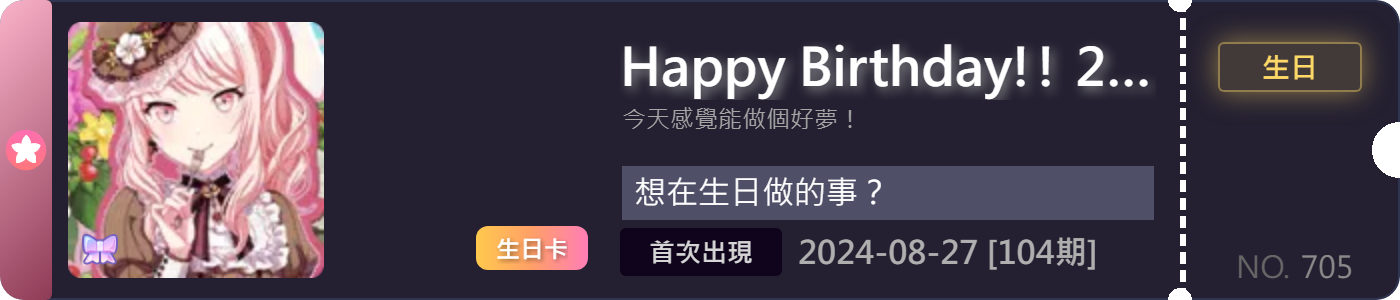 Happy Birthday!! 2...
今天感覺能做個好夢！
想在生日做的事？
生日卡
首次出現
2024-08-27 [104期]
生日
NO. 705